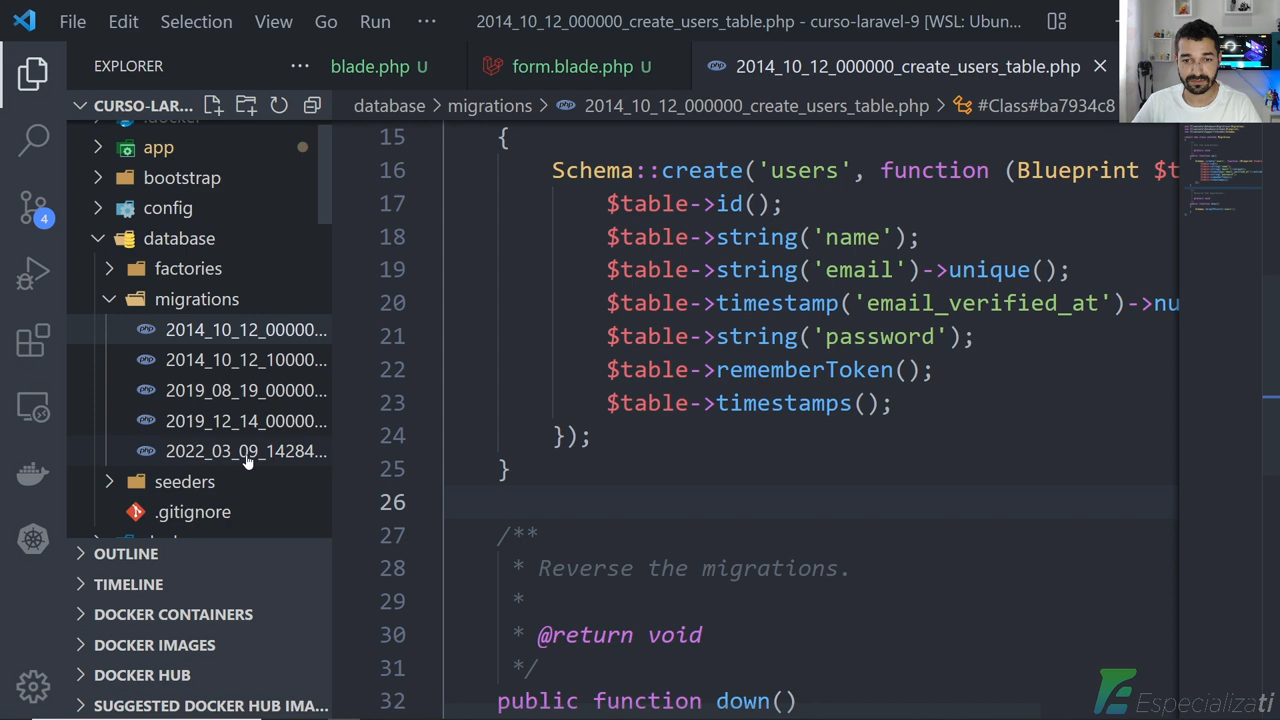 File Edit Selection View Go Run ··· 2014_10_12_000000_create_users_table.php - curso-laravel-9 [WSL: Ubun...
EXPLORER ··· blade.php U form.blade.php U 2014_10_12_000000_create_users_table.php
CURSO-LAR... database > migrations > 2014_10_12_000000_create_users_table.php > #Class#ba7934c8
.docker
app
bootstrap
config
database
factories
migrations
2014_10_12_00000...
2014_10_12_10000...
2019_08_19_00000...
2019_12_14_00000...
2022_03_09_14284...
seeders
.gitignore
OUTLINE
TIMELINE
DOCKER CONTAINERS
DOCKER IMAGES
DOCKER HUB
SUGGESTED DOCKER HUB IMA...
4
15 {
16 Schema::create('users', function (Blueprint $t
17 $table->id();
18 $table->string('name');
19 $table->string('email')->unique();
20 $table->timestamp('email_verified_at')->nu
21 $table->string('password');
22 $table->rememberToken();
23 $table->timestamps();
24 });
25 }
26
27 /**
28 * Reverse the migrations.
29 *
30 * @return void
31 */
32 public function down()
Especializati